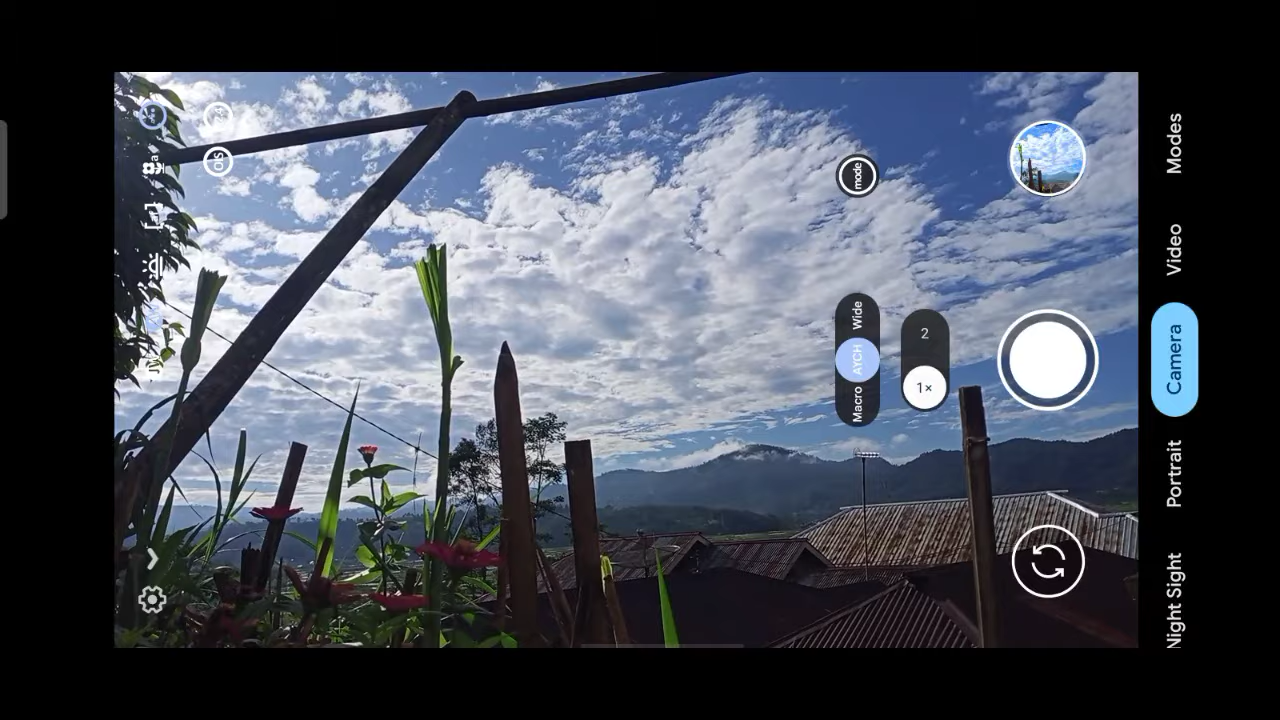 Modes
Video
Camera
Portrait
Night Sight
mode
Wide
AYCH
Macro
2
1×